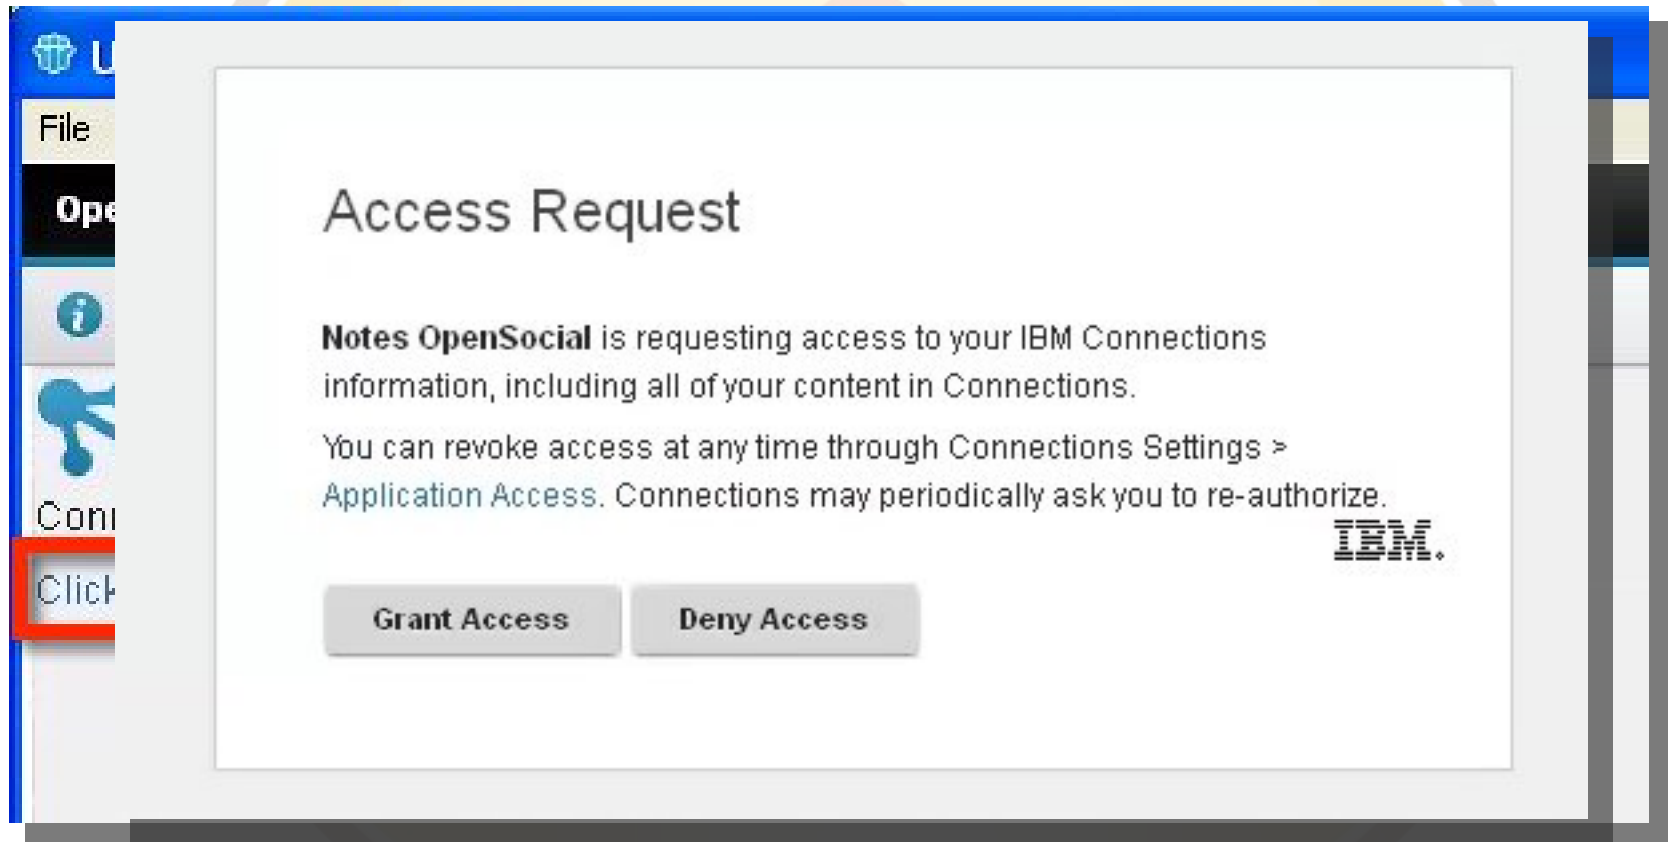 File
Access Request
Notes OpenSocial is requesting access to your IBM Connections
information, including all of your content in Connections.
You can revoke access at any time through Connections Settings >
Application Access. Connections may periodically ask you to re-authorize.
IBM.
Click
Grant Access Deny Access